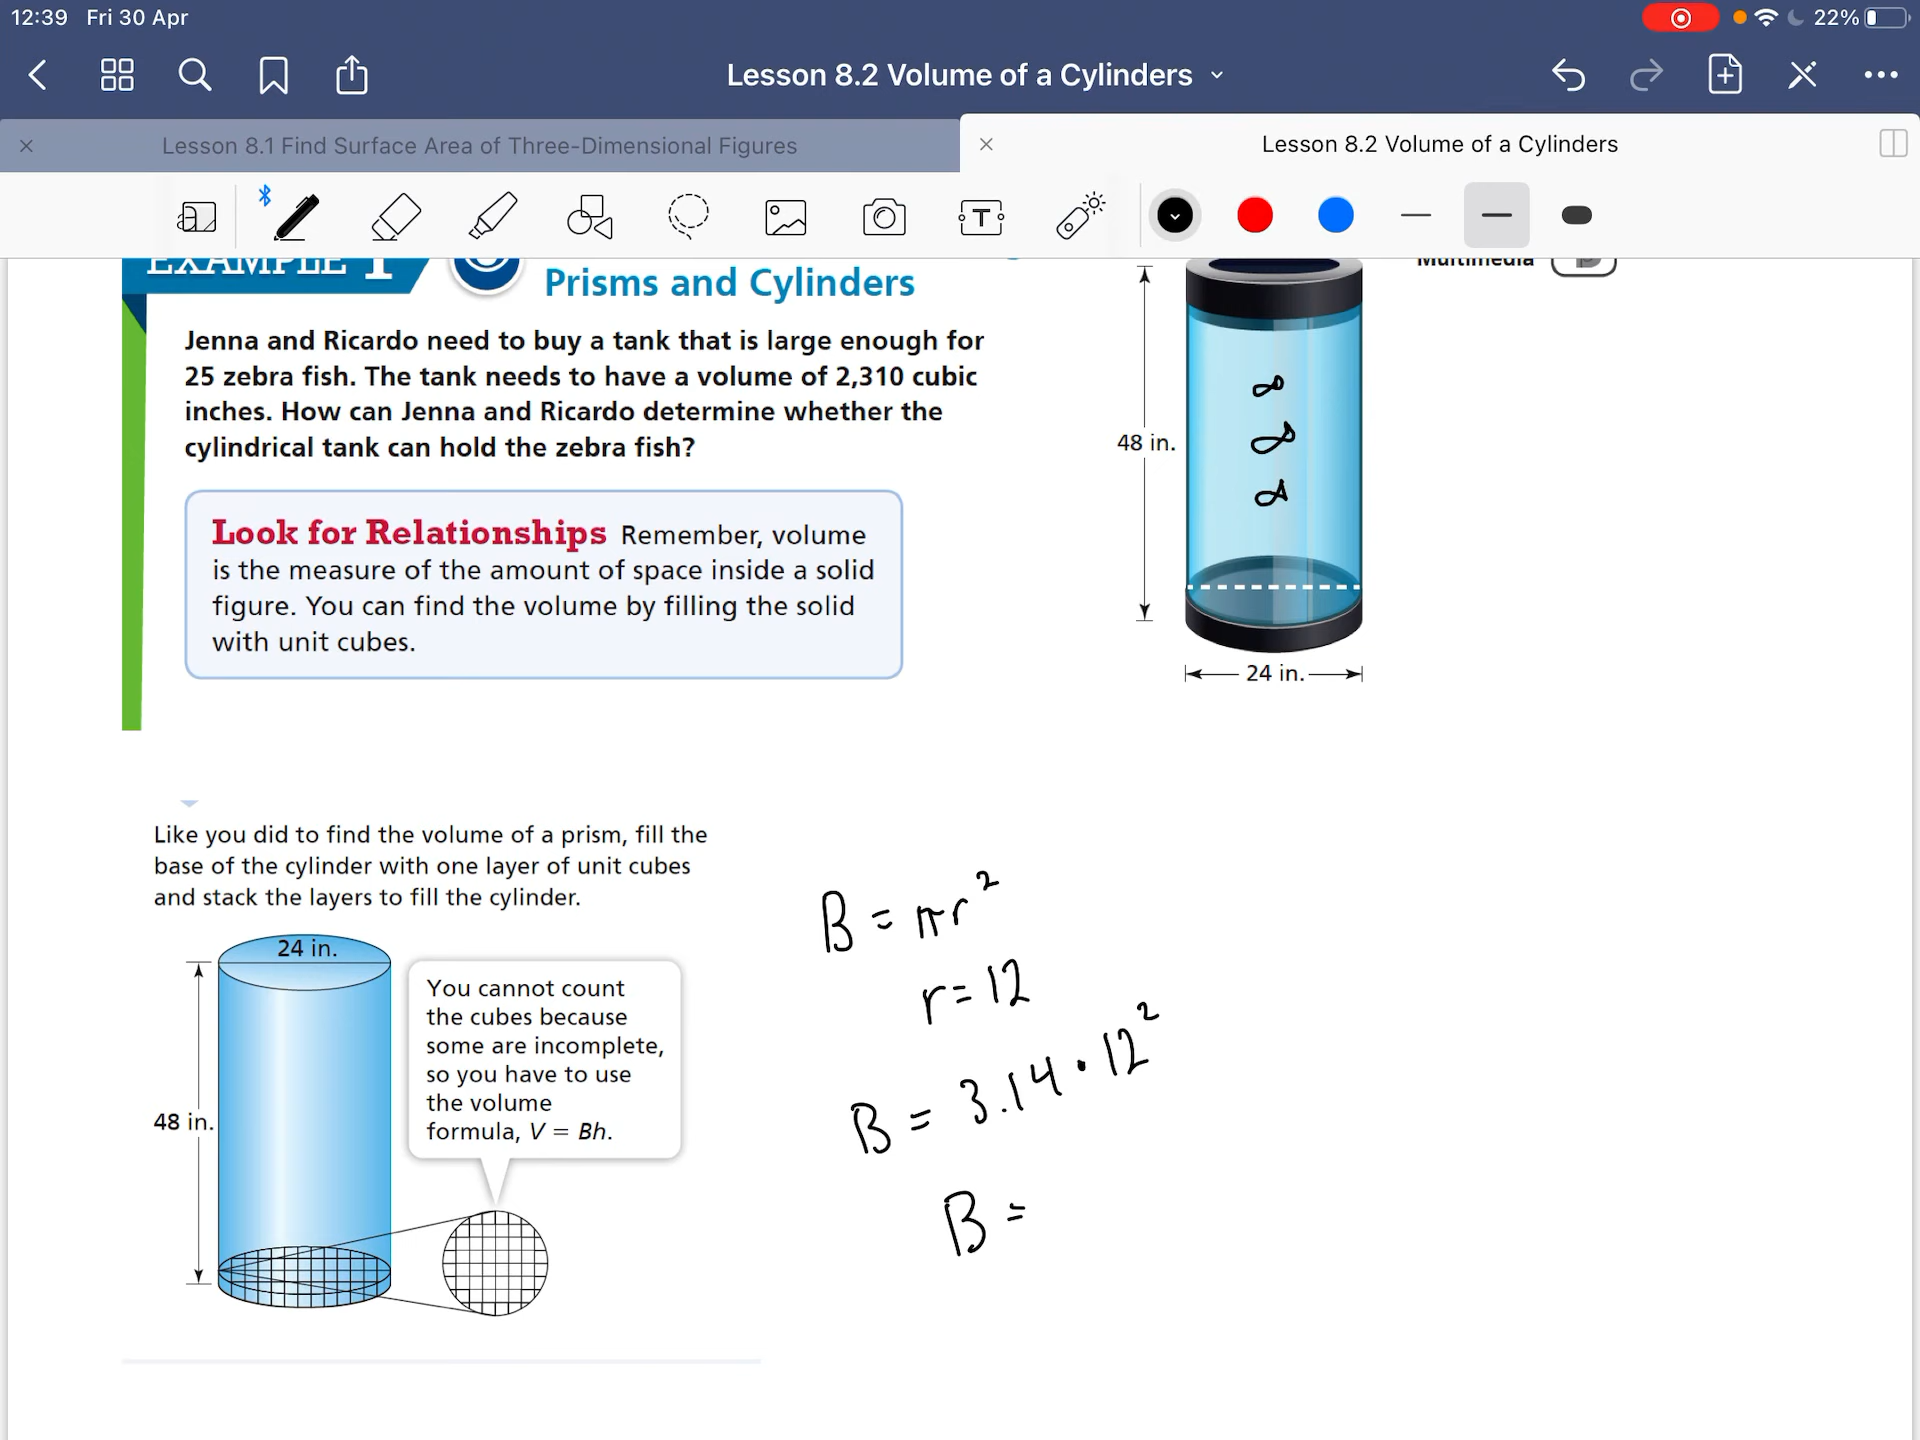 12:39 Fri 30 Apr
22%
Lesson 8.2 Volume of a Cylinders
Lesson 8.1 Find Surface Area of Three-Dimensional Figures
Lesson 8.2 Volume of a Cylinders
EXAMPLE 1
Prisms and Cylinders
Multimedia
Jenna and Ricardo need to buy a tank that is large enough for
25 zebra fish. The tank needs to have a volume of 2,310 cubic
inches. How can Jenna and Ricardo determine whether the
cylindrical tank can hold the zebra fish?
48 in.
24 in.
Look for Relationships Remember, volume
is the measure of the amount of space inside a solid
figure. You can find the volume by filling the solid
with unit cubes.
Like you did to find the volume of a prism, fill the
base of the cylinder with one layer of unit cubes
and stack the layers to fill the cylinder.
24 in.
48 in.
You cannot count
the cubes because
some are incomplete,
so you have to use
the volume
formula, V = Bh.
B = πr²
r = 12
B = 3.14 · 12²
B =